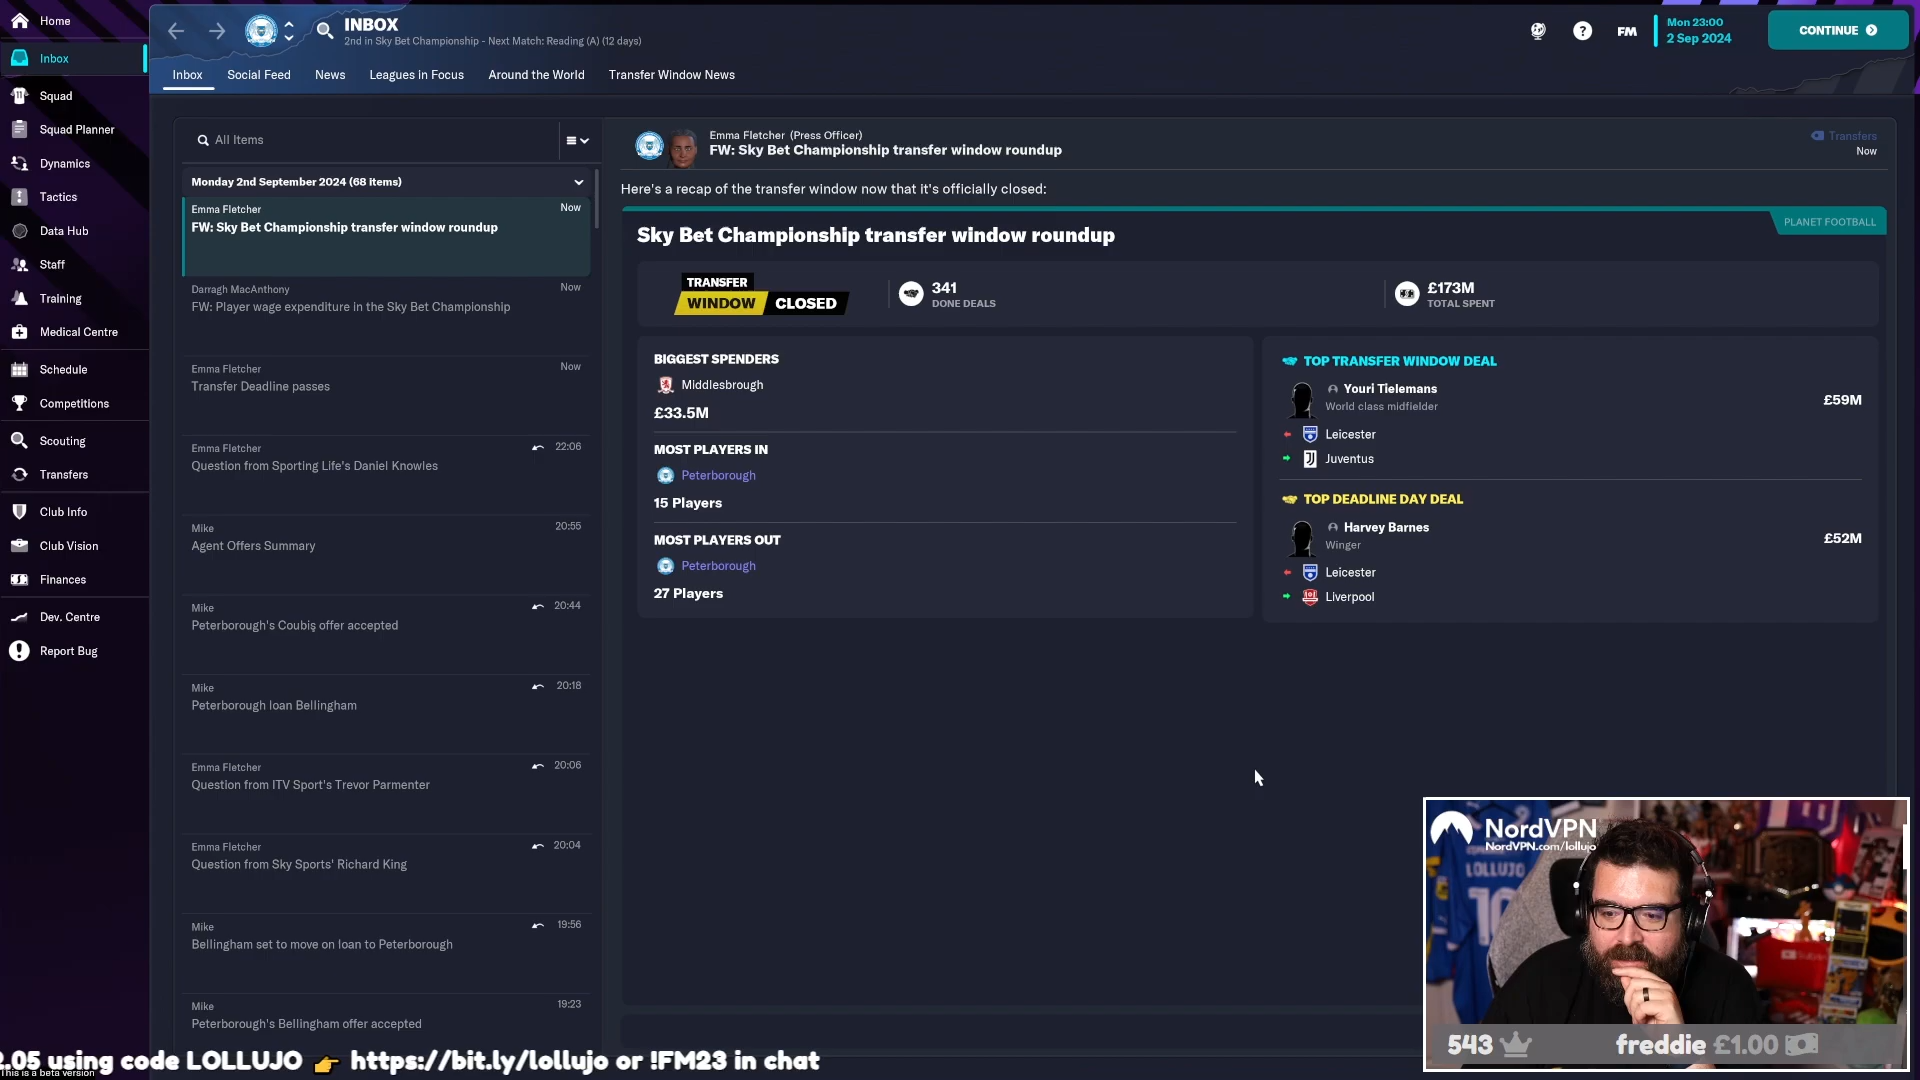 Home
Inbox
Squad
Squad Planner
Dynamics
Tactics
Data Hub
Staff
Training
Medical Centre
Schedule
Competitions
Scouting
Transfers
Club Info
Club Vision
Finances
Dev. Centre
Report Bug
INBOX
2nd in Sky Bet Championship - Next Match: Reading (A) (12 days)
FM
Mon 23:00
2 Sep 2024
CONTINUE
Inbox Social Feed News Leagues in Focus Around the World Transfer Window News
All Items
Monday 2nd September 2024 (68 items)
Emma Fletcher Now
FW: Sky Bet Championship transfer window roundup
Darragh MacAnthony Now
FW: Player wage expenditure in the Sky Bet Championship
Emma Fletcher Now
Transfer Deadline passes
Emma Fletcher 22:06
Question from Sporting Life's Daniel Knowles
Mike 20:55
Agent Offers Summary
Mike 20:44
Peterborough's Coubiş offer accepted
Mike 20:18
Peterborough loan Bellingham
Emma Fletcher 20:06
Question from ITV Sport's Trevor Parmenter
Emma Fletcher 20:04
Question from Sky Sports' Richard King
Mike 19:56
Bellingham set to move on loan to Peterborough
Mike 19:23
Peterborough's Bellingham offer accepted
Emma Fletcher (Press Officer)
FW: Sky Bet Championship transfer window roundup
Transfers
Now
Here's a recap of the transfer window now that it's officially closed:
PLANET FOOTBALL
Sky Bet Championship transfer window roundup
TRANSFER
WINDOW CLOSED
341
DONE DEALS
£173M
TOTAL SPENT
BIGGEST SPENDERS
Middlesbrough
£33.5M
MOST PLAYERS IN
Peterborough
15 Players
MOST PLAYERS OUT
Peterborough
27 Players
TOP TRANSFER WINDOW DEAL
Youri Tielemans
World class midfielder
£59M
Leicester
Juventus
TOP DEADLINE DAY DEAL
Harvey Barnes
Winger
£52M
Leicester
Liverpool
NordVPN
NordVPN.com/lollujo
LOLLUJO
10
543
freddie £1.00
2.05 using code LOLLUJO 👉 https://bit.ly/lollujo or !FM23 in chat
This is a beta version